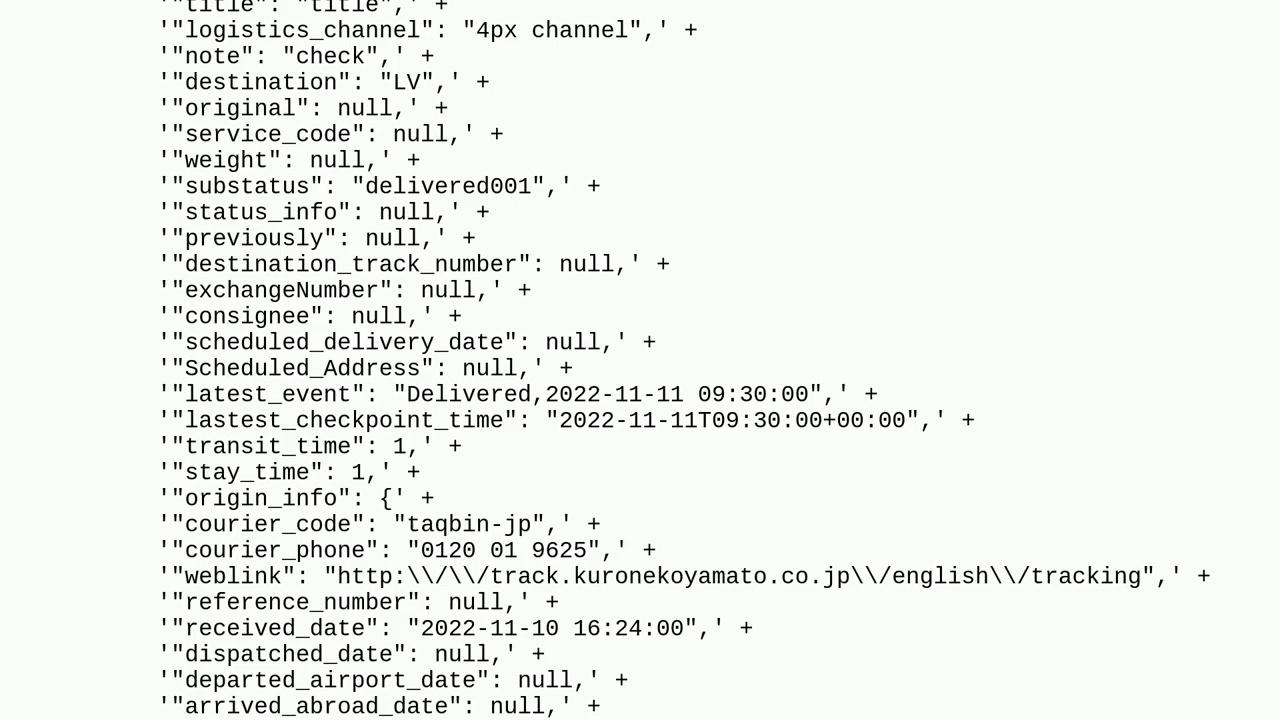 '"title": "title",' +
'"logistics_channel": "4px channel",' +
'"note": "check",' +
'"destination": "LV",' +
'"original": null,' +
'"service_code": null,' +
'"weight": null,' +
'"substatus": "delivered001",' +
'"status_info": null,' +
'"previously": null,' +
'"destination_track_number": null,' +
'"exchangeNumber": null,' +
'"consignee": null,' +
'"scheduled_delivery_date": null,' +
'"Scheduled_Address": null,' +
'"latest_event": "Delivered,2022-11-11 09:30:00",' +
'"lastest_checkpoint_time": "2022-11-11T09:30:00+00:00",' +
'"transit_time": 1,' +
'"stay_time": 1,' +
'"origin_info": {' +
'"courier_code": "taqbin-jp",' +
'"courier_phone": "0120 01 9625",' +
'"weblink": "http:\\/\\/track.kuronekoyamato.co.jp\\/english\\/tracking",' +
'"reference_number": null,' +
'"received_date": "2022-11-10 16:24:00",' +
'"dispatched_date": null,' +
'"departed_airport_date": null,' +
'"arrived_abroad_date": null,' +